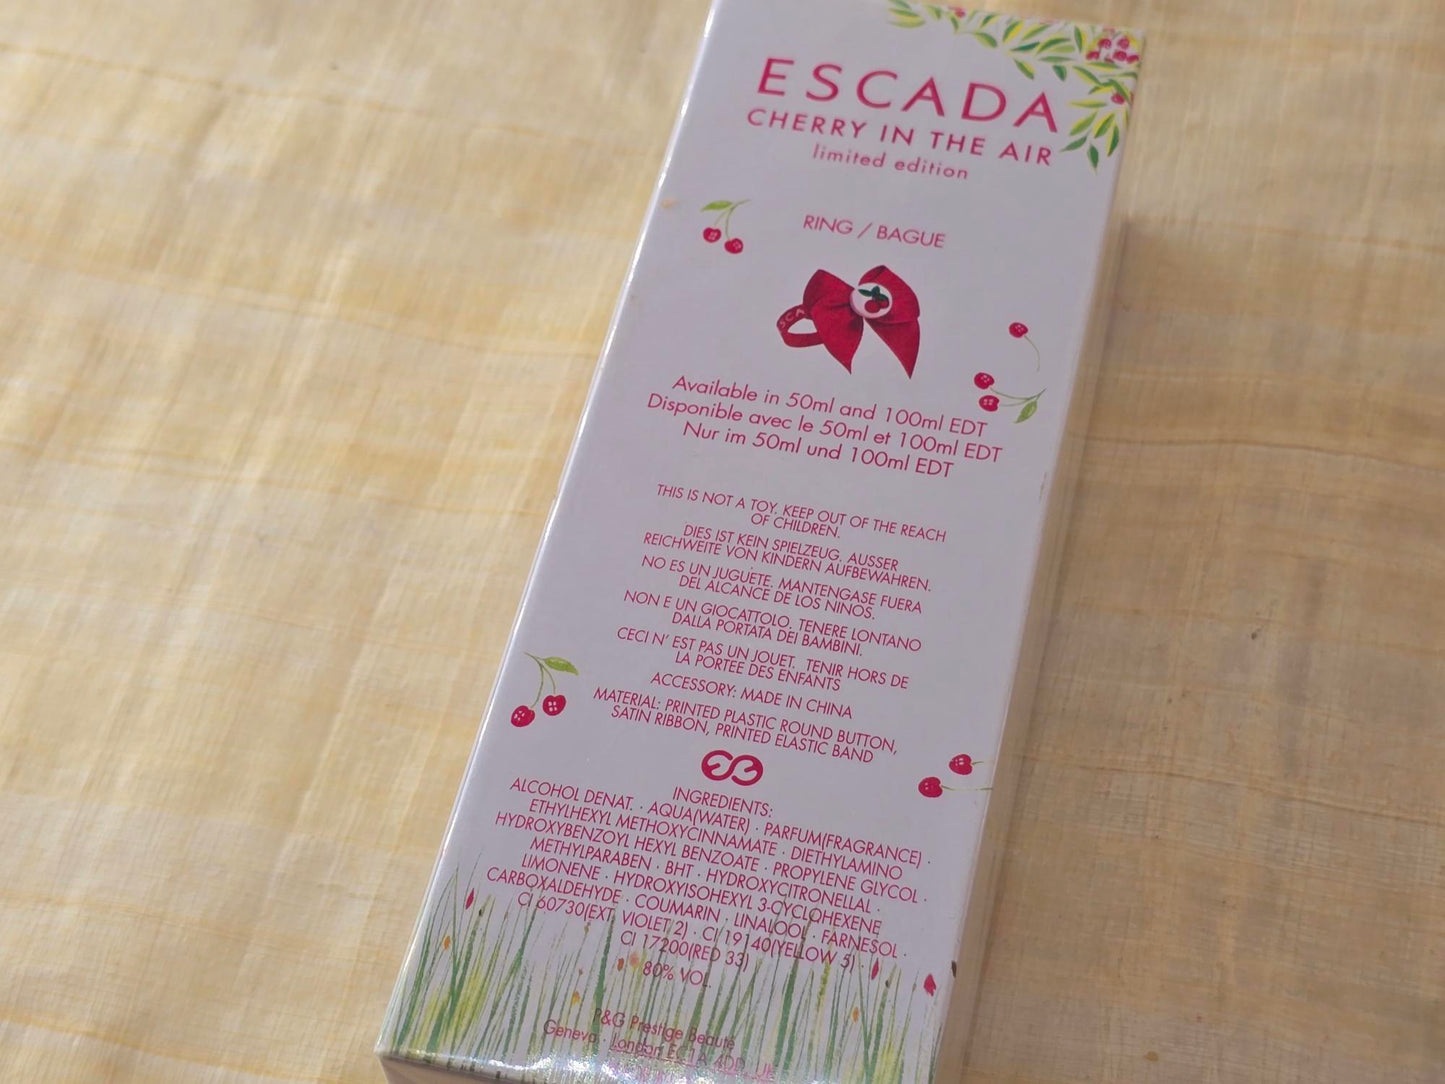 ESCADA
CHERRY IN THE AIR
limited edition
RING / BAGUE
SCA
Available in 50ml and 100ml EDT
Disponible avec le 50ml et 100ml EDT
Nur im 50ml und 100ml EDT
THIS IS NOT A TOY. KEEP OUT OF THE REACH
OF CHILDREN.
DIES IST KEIN SPIELZEUG. AUSSER
REICHWEITE VON KINDERN AUFBEWAHREN.
NO ES UN JUGUÈTE. MANTENGASE FUERA
DEL ALCANCE DE LOS NINOS.
NON E UN GIOCATTOLO. TENERE LONTANO
DALLA PORTATA DEI BAMBINI.
CECI N' EST PAS UN JOUET. TENIR HORS DE
LA PORTEE DES ENFANTS
ACCESSORY: MADE IN CHINA
MATERIAL: PRINTED PLASTIC ROUND BUTTON,
SATIN RIBBON, PRINTED ELASTIC BAND
INGREDIENTS:
ALCOHOL DENAT. · AQUA(WATER) · PARFUM(FRAGRANCE) ·
ETHYLHEXYL METHOXYCINNAMATE · DIETHYLAMINO
HYDROXYBENZOYL HEXYL BENZOATE · PROPYLENE GLYCOL ·
METHYLPARABEN · BHT · HYDROXYCITRONELLAL ·
LIMONENE · HYDROXYISOHEXYL 3-CYCLOHEXENE
CARBOXALDEHYDE · COUMARIN · LINALOOL · FARNESOL ·
CI 60730(EXT. VIOLET 2) · CI 19140(YELLOW 5) ·
CI 17200(RED 33)
80% VOL.
P&G Prestige Beauté
Geneva · London EC1A 4DD, UK